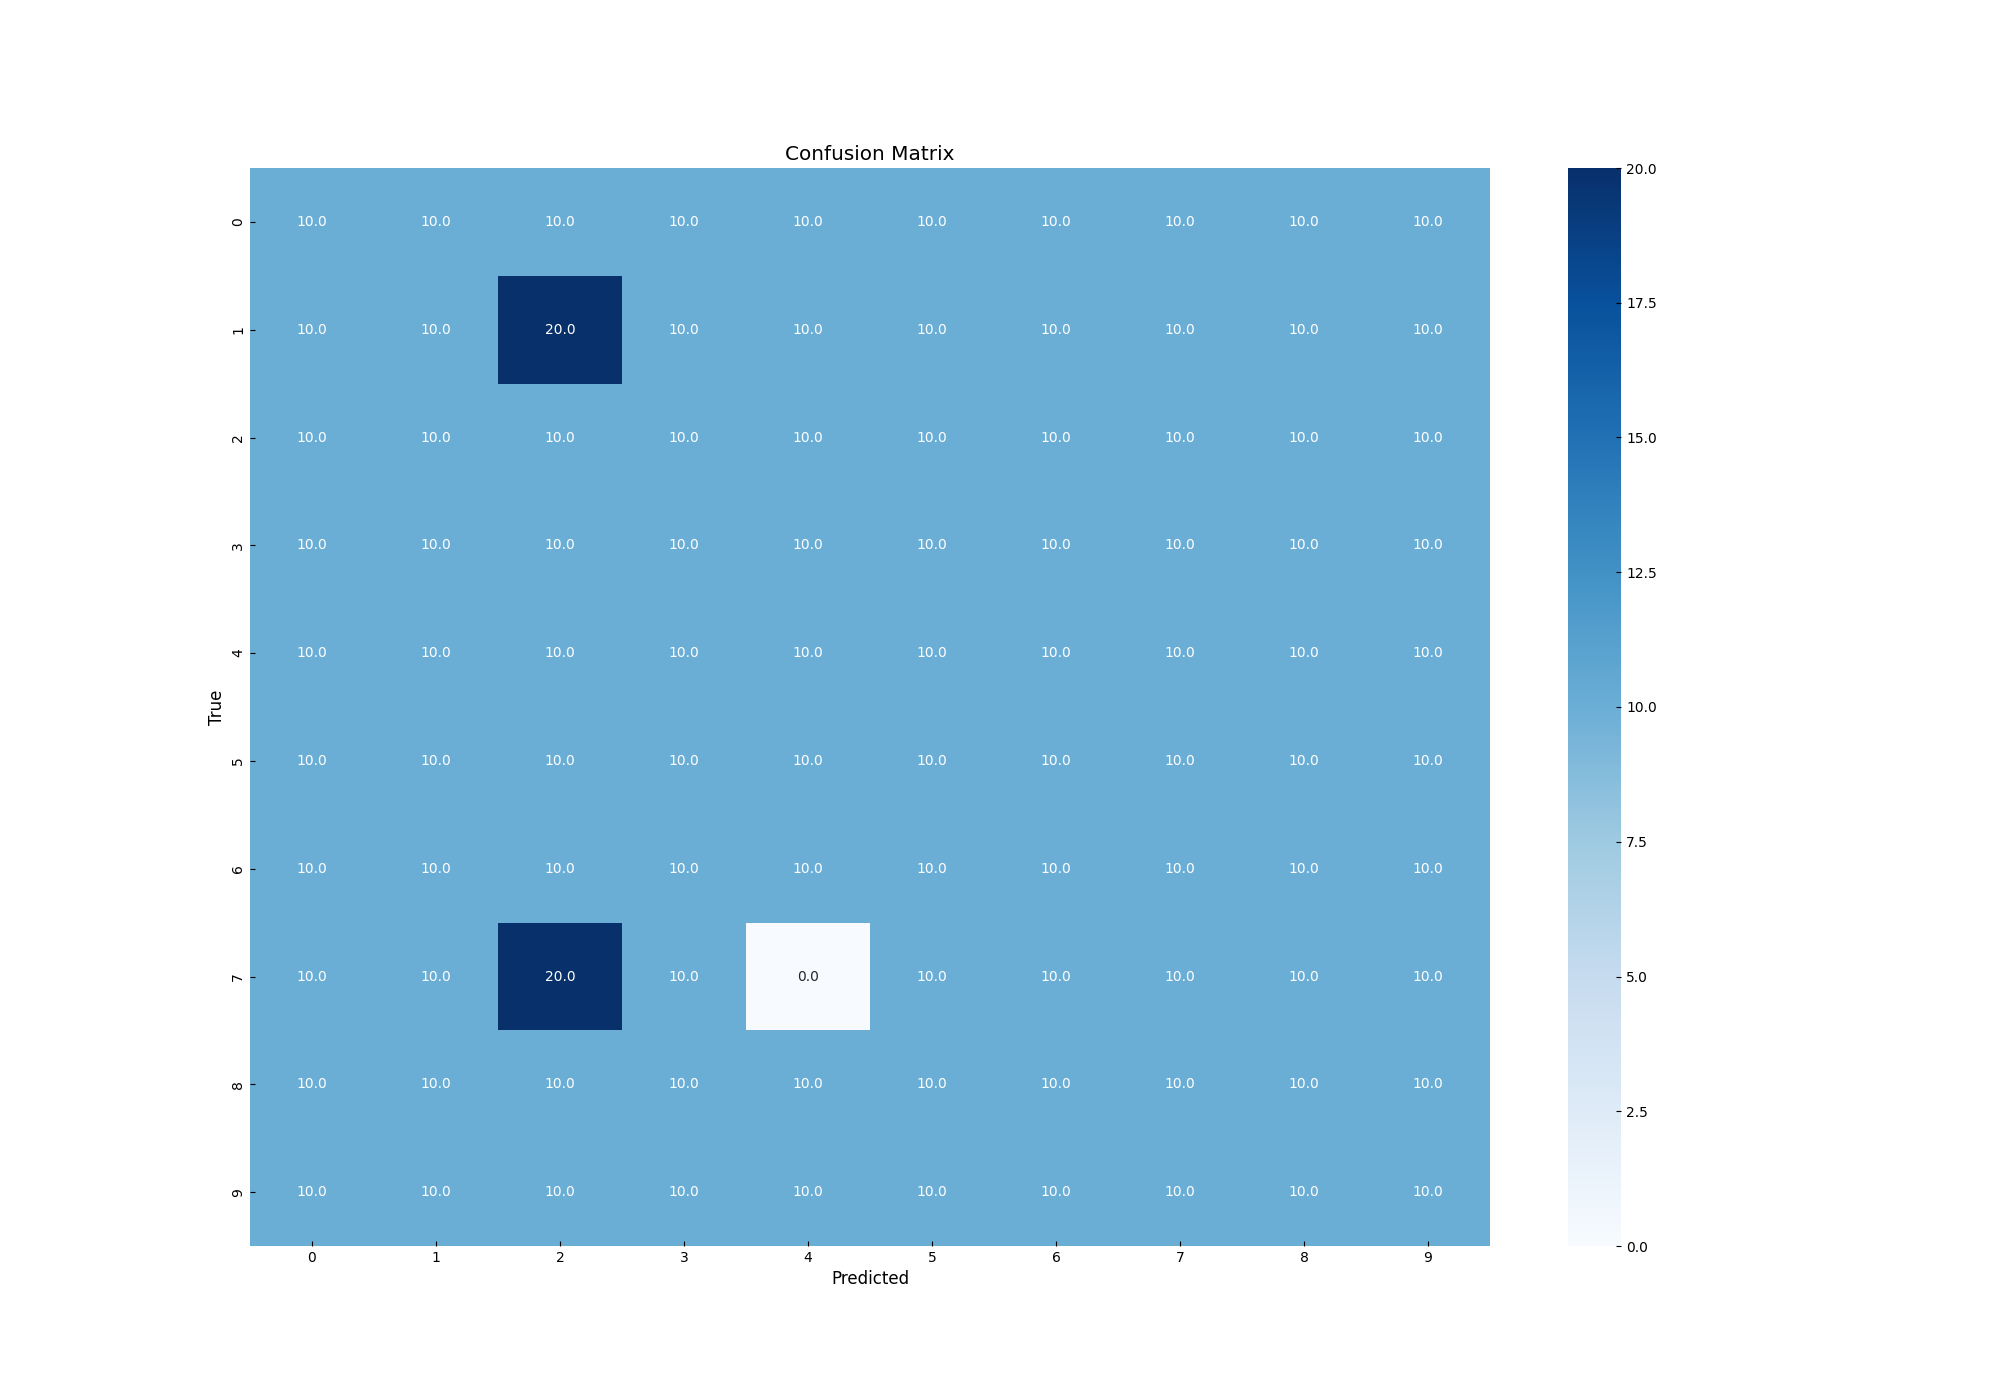 Confusion Matrix
0 10.0 10.0 10.0 10.0 10.0 10.0 10.0 10.0 10.0 10.0
1 10.0 10.0 20.0 10.0 10.0 10.0 10.0 10.0 10.0 10.0
2 10.0 10.0 10.0 10.0 10.0 10.0 10.0 10.0 10.0 10.0
3 10.0 10.0 10.0 10.0 10.0 10.0 10.0 10.0 10.0 10.0
4 10.0 10.0 10.0 10.0 10.0 10.0 10.0 10.0 10.0 10.0
True
5 10.0 10.0 10.0 10.0 10.0 10.0 10.0 10.0 10.0 10.0
6 10.0 10.0 10.0 10.0 10.0 10.0 10.0 10.0 10.0 10.0
7 10.0 10.0 20.0 10.0 0.0 10.0 10.0 10.0 10.0 10.0
8 10.0 10.0 10.0 10.0 10.0 10.0 10.0 10.0 10.0 10.0
9 10.0 10.0 10.0 10.0 10.0 10.0 10.0 10.0 10.0 10.0
0 1 2 3 4 5 6 7 8 9
Predicted
20.0
17.5
15.0
12.5
10.0
7.5
5.0
2.5
0.0